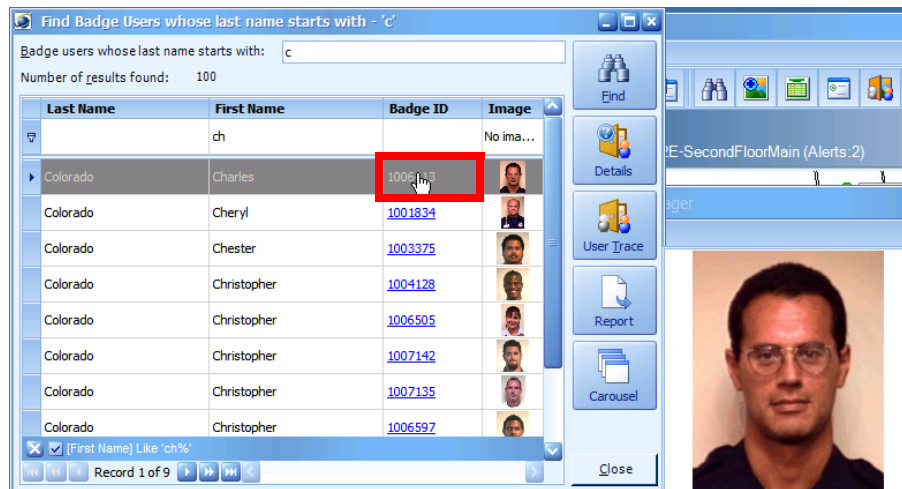 Find Badge Users whose last name starts with - 'c'
Badge users whose last name starts with: c
Number of results found: 100
Last Name First Name Badge ID Image
ch No ima...
Colorado Charles
Colorado Cheryl 1001834
Colorado Chester 1003375
Colorado Christopher 1004128
Colorado Christopher 1006505
Colorado Christopher 1007142
Colorado Christopher 1007135
Colorado Christopher 1006597
[First Name] Like 'ch%'
Record 1 of 9
Find
Details
User Trace
Report
Carousel
Close
2E-SecondFloorMain (Alerts:2)